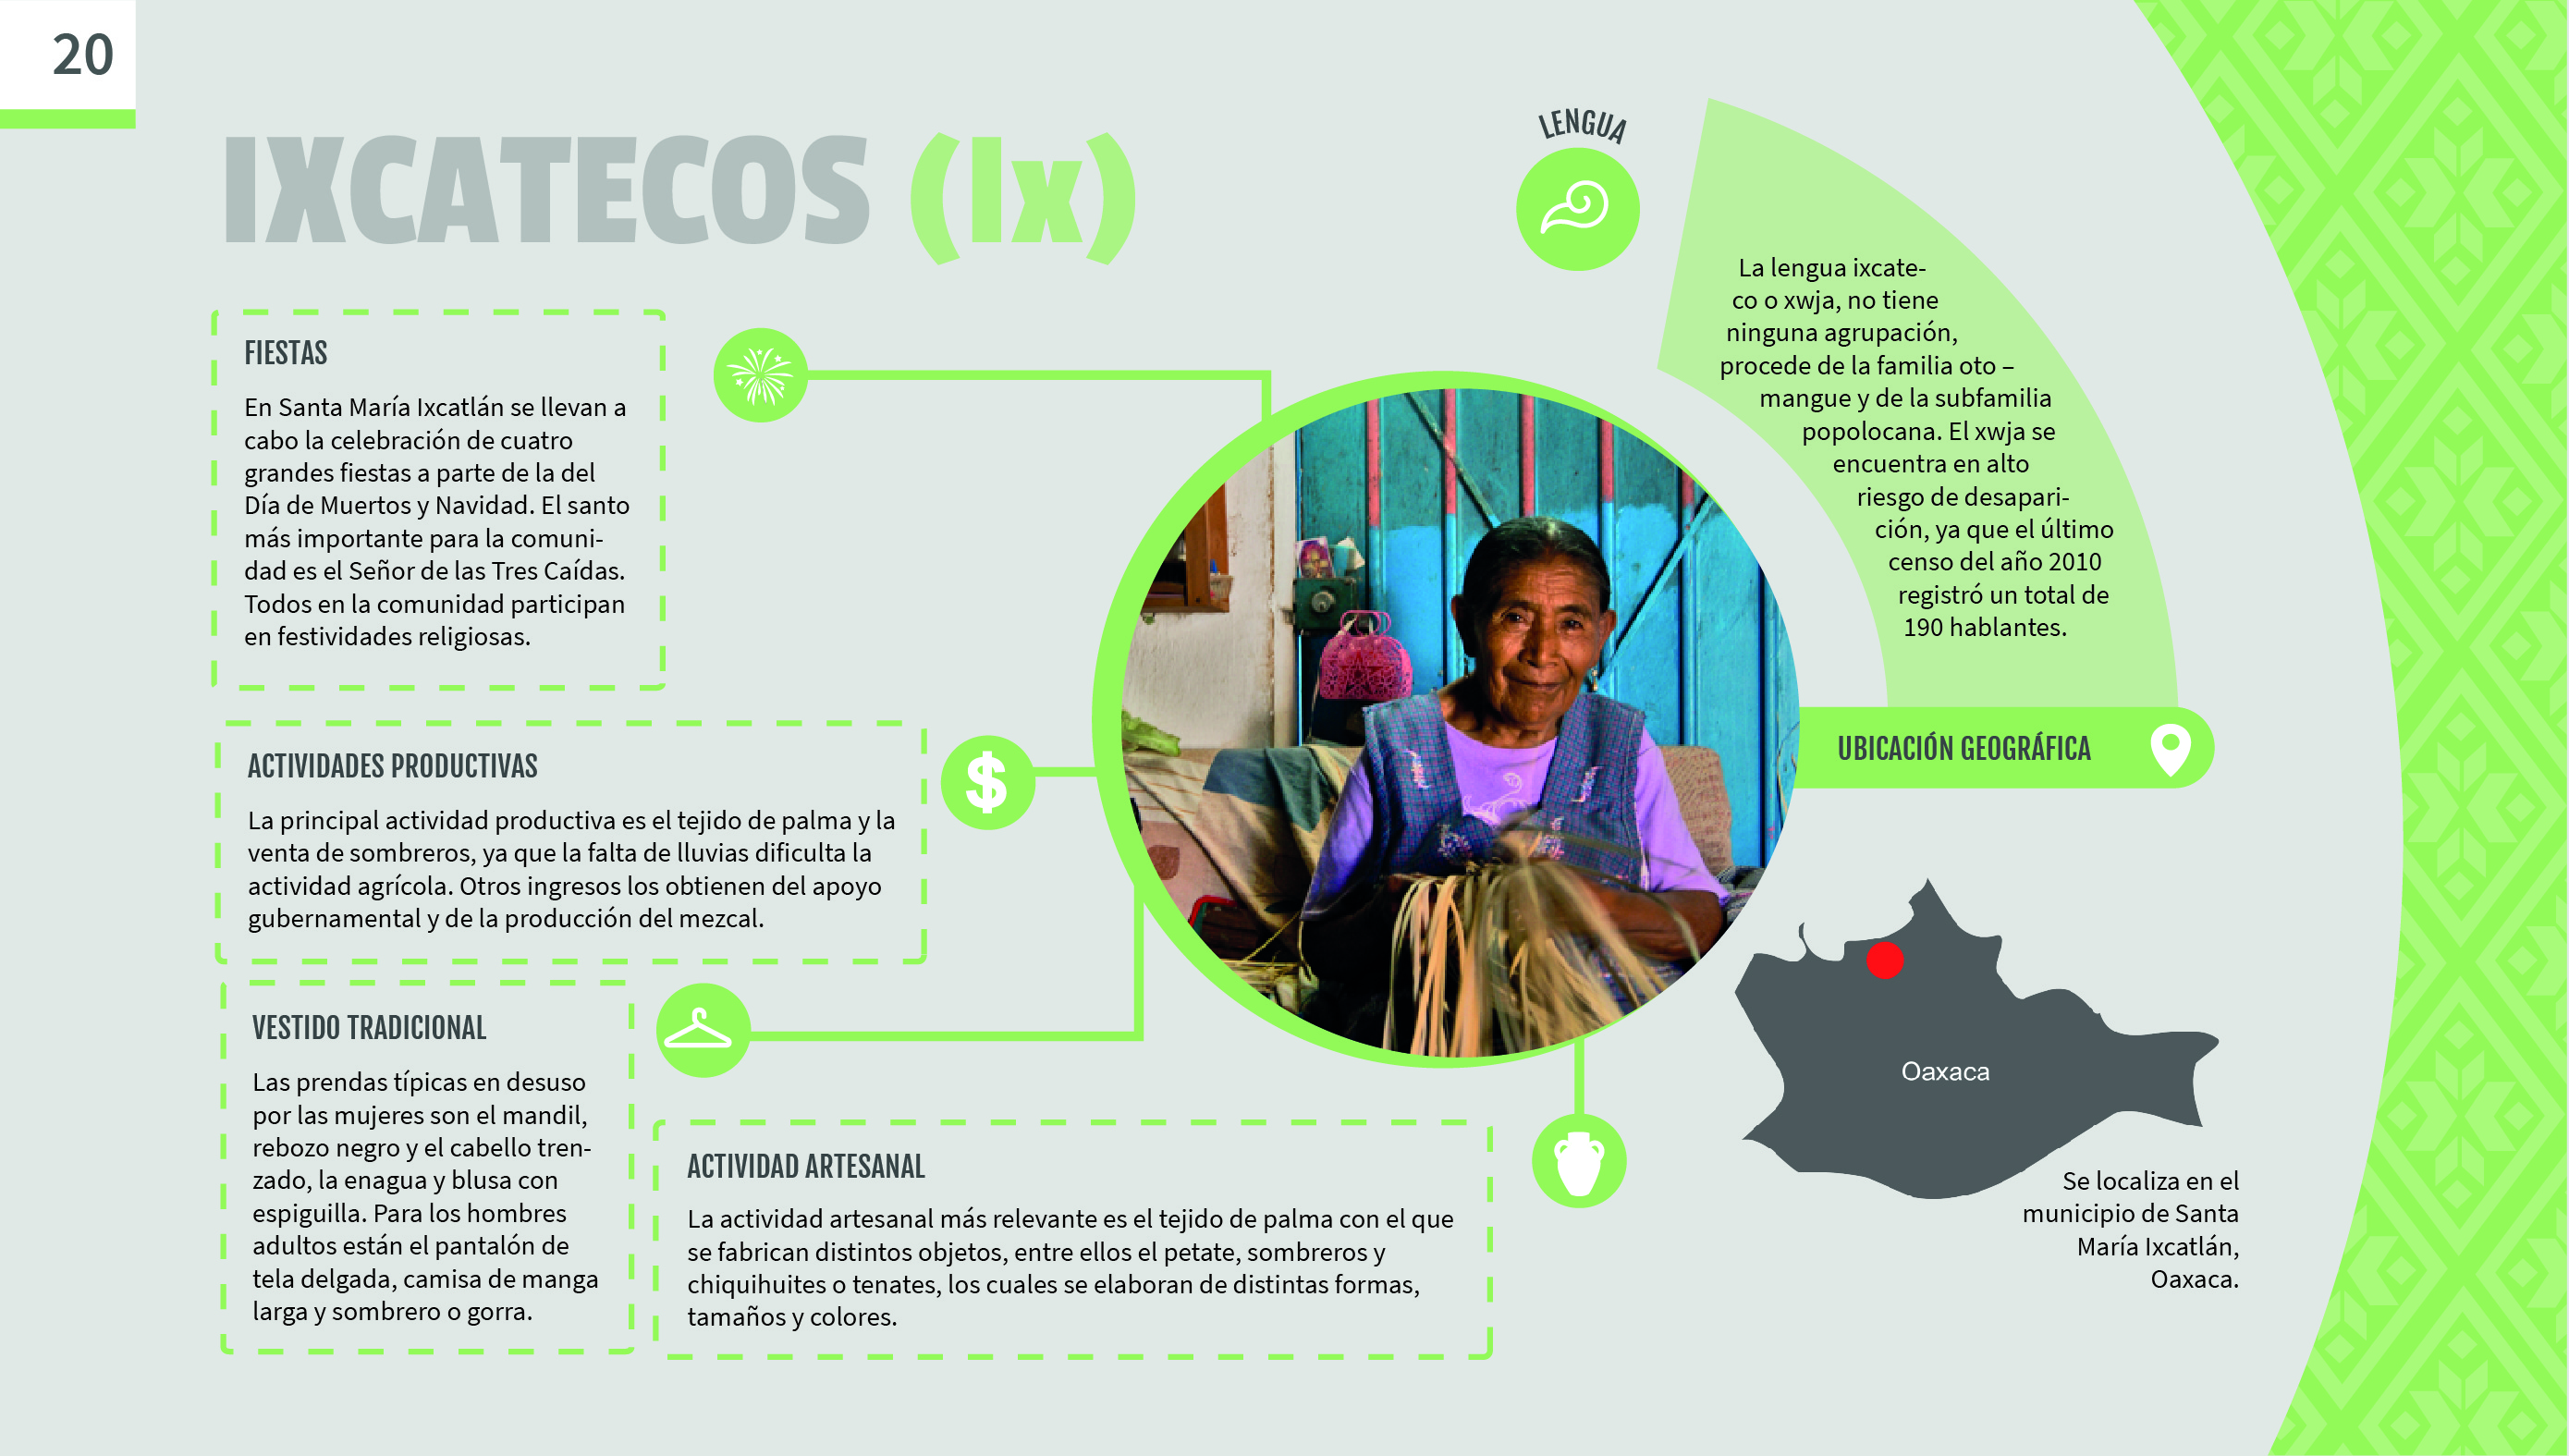 20
IXCATECOS (Ix)
FIESTAS
En Santa María Ixcatlán se llevan a
cabo la celebración de cuatro
grandes fiestas a parte de la del
Día de Muertos y Navidad. El santo
más importante para la comuni-
dad es el Señor de las Tres Caídas.
Todos en la comunidad participan
en festividades religiosas.
ACTIVIDADES PRODUCTIVAS
La principal actividad productiva es el tejido de palma y la
venta de sombreros, ya que la falta de lluvias dificulta la
actividad agrícola. Otros ingresos los obtienen del apoyo
gubernamental y de la producción del mezcal.
$
VESTIDO TRADICIONAL
Las prendas típicas en desuso
por las mujeres son el mandil,
rebozo negro y el cabello tren-
zado, la enagua y blusa con
espiguilla. Para los hombres
adultos están el pantalón de
tela delgada, camisa de manga
larga y sombrero o gorra.
ACTIVIDAD ARTESANAL
La actividad artesanal más relevante es el tejido de palma con el que
se fabrican distintos objetos, entre ellos el petate, sombreros y
chiquihuites o tenates, los cuales se elaboran de distintas formas,
tamaños y colores.
LENGUA
La lengua ixcate-
co o xwja, no tiene
ninguna agrupación,
procede de la familia oto –
mangue y de la subfamilia
popolocana. El xwja se
encuentra en alto
riesgo de desapari-
ción, ya que el último
censo del año 2010
registró un total de
190 hablantes.
UBICACIÓN GEOGRÁFICA
Oaxaca
Se localiza en el
municipio de Santa
María Ixcatlán,
Oaxaca.